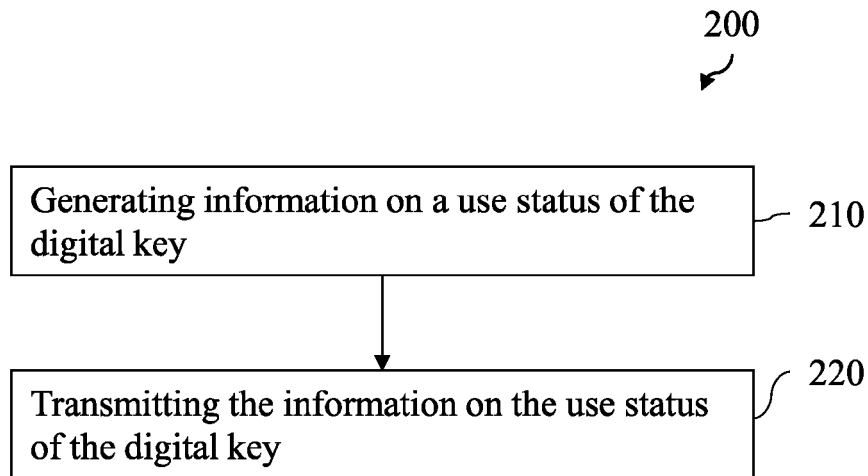 200
Generating information on a use status of the
digital key
210
Transmitting the information on the use status
of the digital key
220